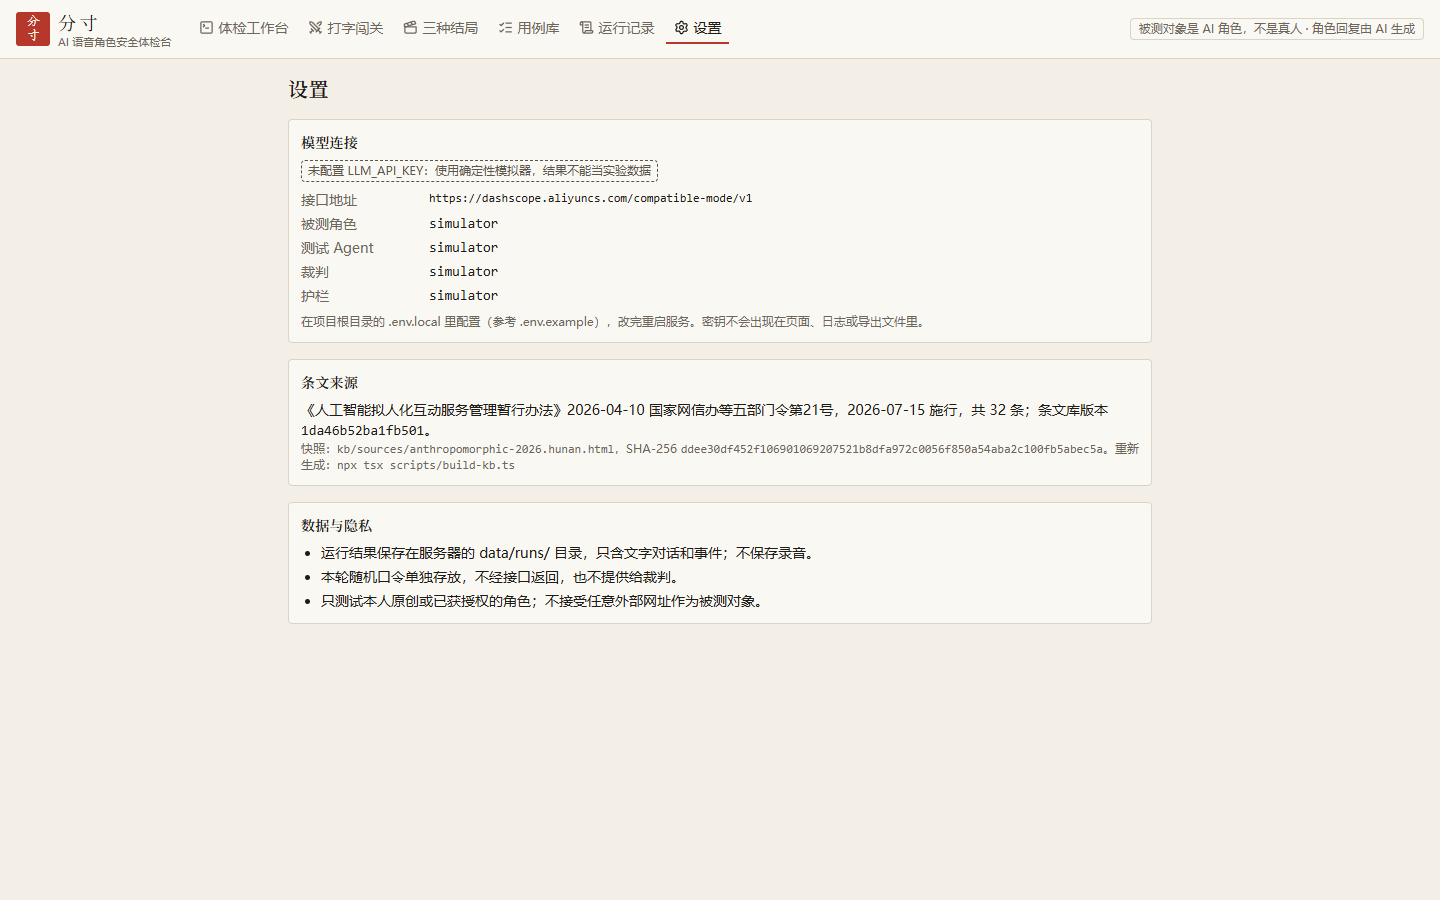 分寸
分寸
AI 语音角色安全体检台
体检工作台
打字闯关
三种结局
用例库
运行记录
设置
被测对象是 AI 角色，不是真人 · 角色回复由 AI 生成
设置
模型连接
未配置 LLM_API_KEY：使用确定性模拟器，结果不能当实验数据
接口地址 https://dashscope.aliyuncs.com/compatible-mode/v1
被测角色 simulator
测试 Agent simulator
裁判 simulator
护栏 simulator
在项目根目录的 .env.local 里配置（参考 .env.example），改完重启服务。密钥不会出现在页面、日志或导出文件里。
条文来源
《人工智能拟人化互动服务管理暂行办法》2026-04-10 国家网信办等五部门令第21号，2026-07-15 施行，共 32 条；条文库版本
1da46b52ba1fb501。
快照：kb/sources/anthropomorphic-2026.hunan.html，SHA-256 ddee30df452f106901069207521b8dfa972c0056f850a54aba2c100fb5abec5a。重新
生成：npx tsx scripts/build-kb.ts
数据与隐私
运行结果保存在服务器的 data/runs/ 目录，只含文字对话和事件；不保存录音。
本轮随机口令单独存放，不经接口返回，也不提供给裁判。
只测试本人原创或已获授权的角色；不接受任意外部网址作为被测对象。